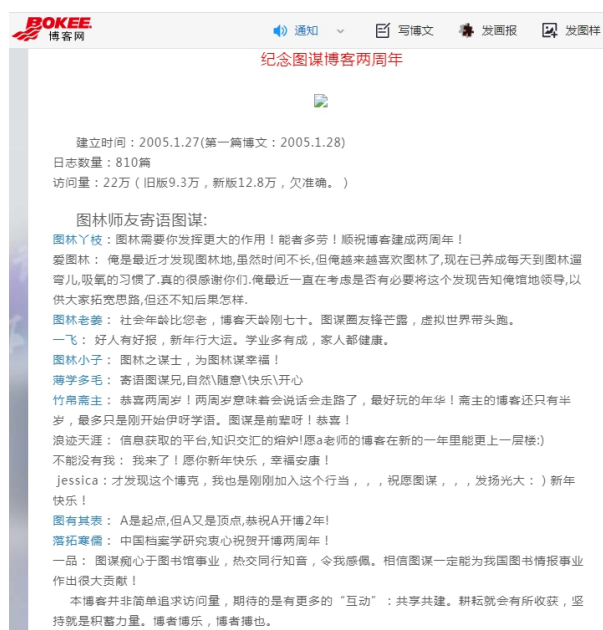 BOKEE.
博客网
通知
写博文
发画报
发图样
纪念图谋博客两周年
建立时间：2005.1.27(第一篇博文：2005.1.28)
日志数量：810篇
访问量：22万（旧版9.3万，新版12.8万，欠准确。）
图林师友寄语图谋:
图林丫枝：图林需要你发挥更大的作用！能者多劳！顺祝博客建成两周年！
爱图林： 俺是最近才发现图林地,虽然时间不长,但俺越来越喜欢图林了,现在已养成每天到图林遛
弯儿,吸氧的习惯了.真的很感谢你们.俺最近一直在考虑是否有必要将这个发现告知俺馆地领导,以
供大家拓宽思路,但还不知后果怎样.
图林老姜： 社会年龄比您老，博客天龄刚七十。图谋圈友锋芒露，虚拟世界带头跑。
一飞： 好人有好报，新年行大运。学业多有成，家人都健康。
图林小子： 图林之谋士，为图林谋幸福！
薄学多毛： 寄语图谋兄,自然\随意\快乐\开心
竹帛斋主： 恭喜两周岁！两周岁意味着会说话会走路了，最好玩的年华！斋主的博客还只有半
岁，最多只是刚开始伊呀学语。图谋是前辈呀！恭喜！
浪迹天涯： 信息获取的平台,知识交汇的熔炉!愿a老师的博客在新的一年里能更上一层楼:)
不能没有我： 我来了！愿你新年快乐，幸福安康！
jessica：才发现这个博克，我也是刚刚加入这个行当，，，祝愿图谋，，，发扬光大：）新年
快乐！
图有其表： A是起点,但A又是顶点,恭祝A开博2年!
落拓寒儒： 中国档案学研究衷心祝贺开博两周年！
一品： 图谋痴心于图书馆事业，热交同行知音，令我感佩。相信图谋一定能为我国图书情报事业
作出很大贡献！
本博客并非简单追求访问量，期待的是有更多的“互动”：共享共建。耕耘就会有所收获，坚
持就是积蓄力量。博者博乐，博者搏也。